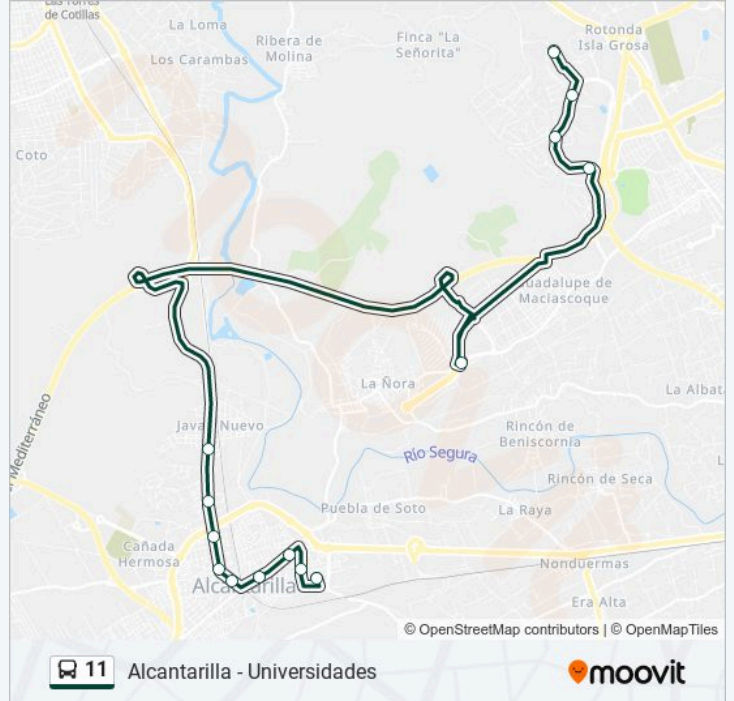 Las Torres
de Cotillas
La Loma
Los Carambas
Ribera de
Molina
Finca "La
Señorita"
Rotonda
Isla Grosa
Coto
uadalupe de
Maciascoque
La Ñora
La Albat
Mediterráneo
Java
Nuevo
Rincón de
Beniscornia
Río Segura
Rincón de Seca
Puebla de Soto
La Raya
Cañada
Hermosa
Nonduermas
Alcantarilla
Era Alta
© OpenStreetMap contributors | © OpenMapTiles
11 Alcantarilla - Universidades
moovit